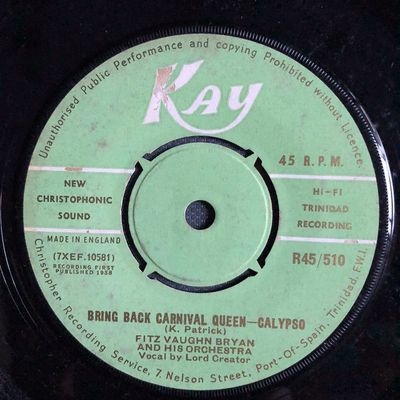 Unauthorised Public Performance and copying Prohibited without Licence.
KAY
45 R.P.M.
NEW
CHRISTOPHONIC
SOUND
HI-FI
TRINIDAD
RECORDING
MADE IN ENGLAND
(7XEF.10581)
RECORDING FIRST
PUBLISHED 1958
R45/510
BRING BACK CARNIVAL QUEEN—CALYPSO
(K. Patrick)
FITZ VAUGHN BRYAN
AND HIS ORCHESTRA
Vocal by Lord Creator
Christopher Recording Service, 7 Nelson Street, Port-Of-Spain, Trinidad, F.W.I.